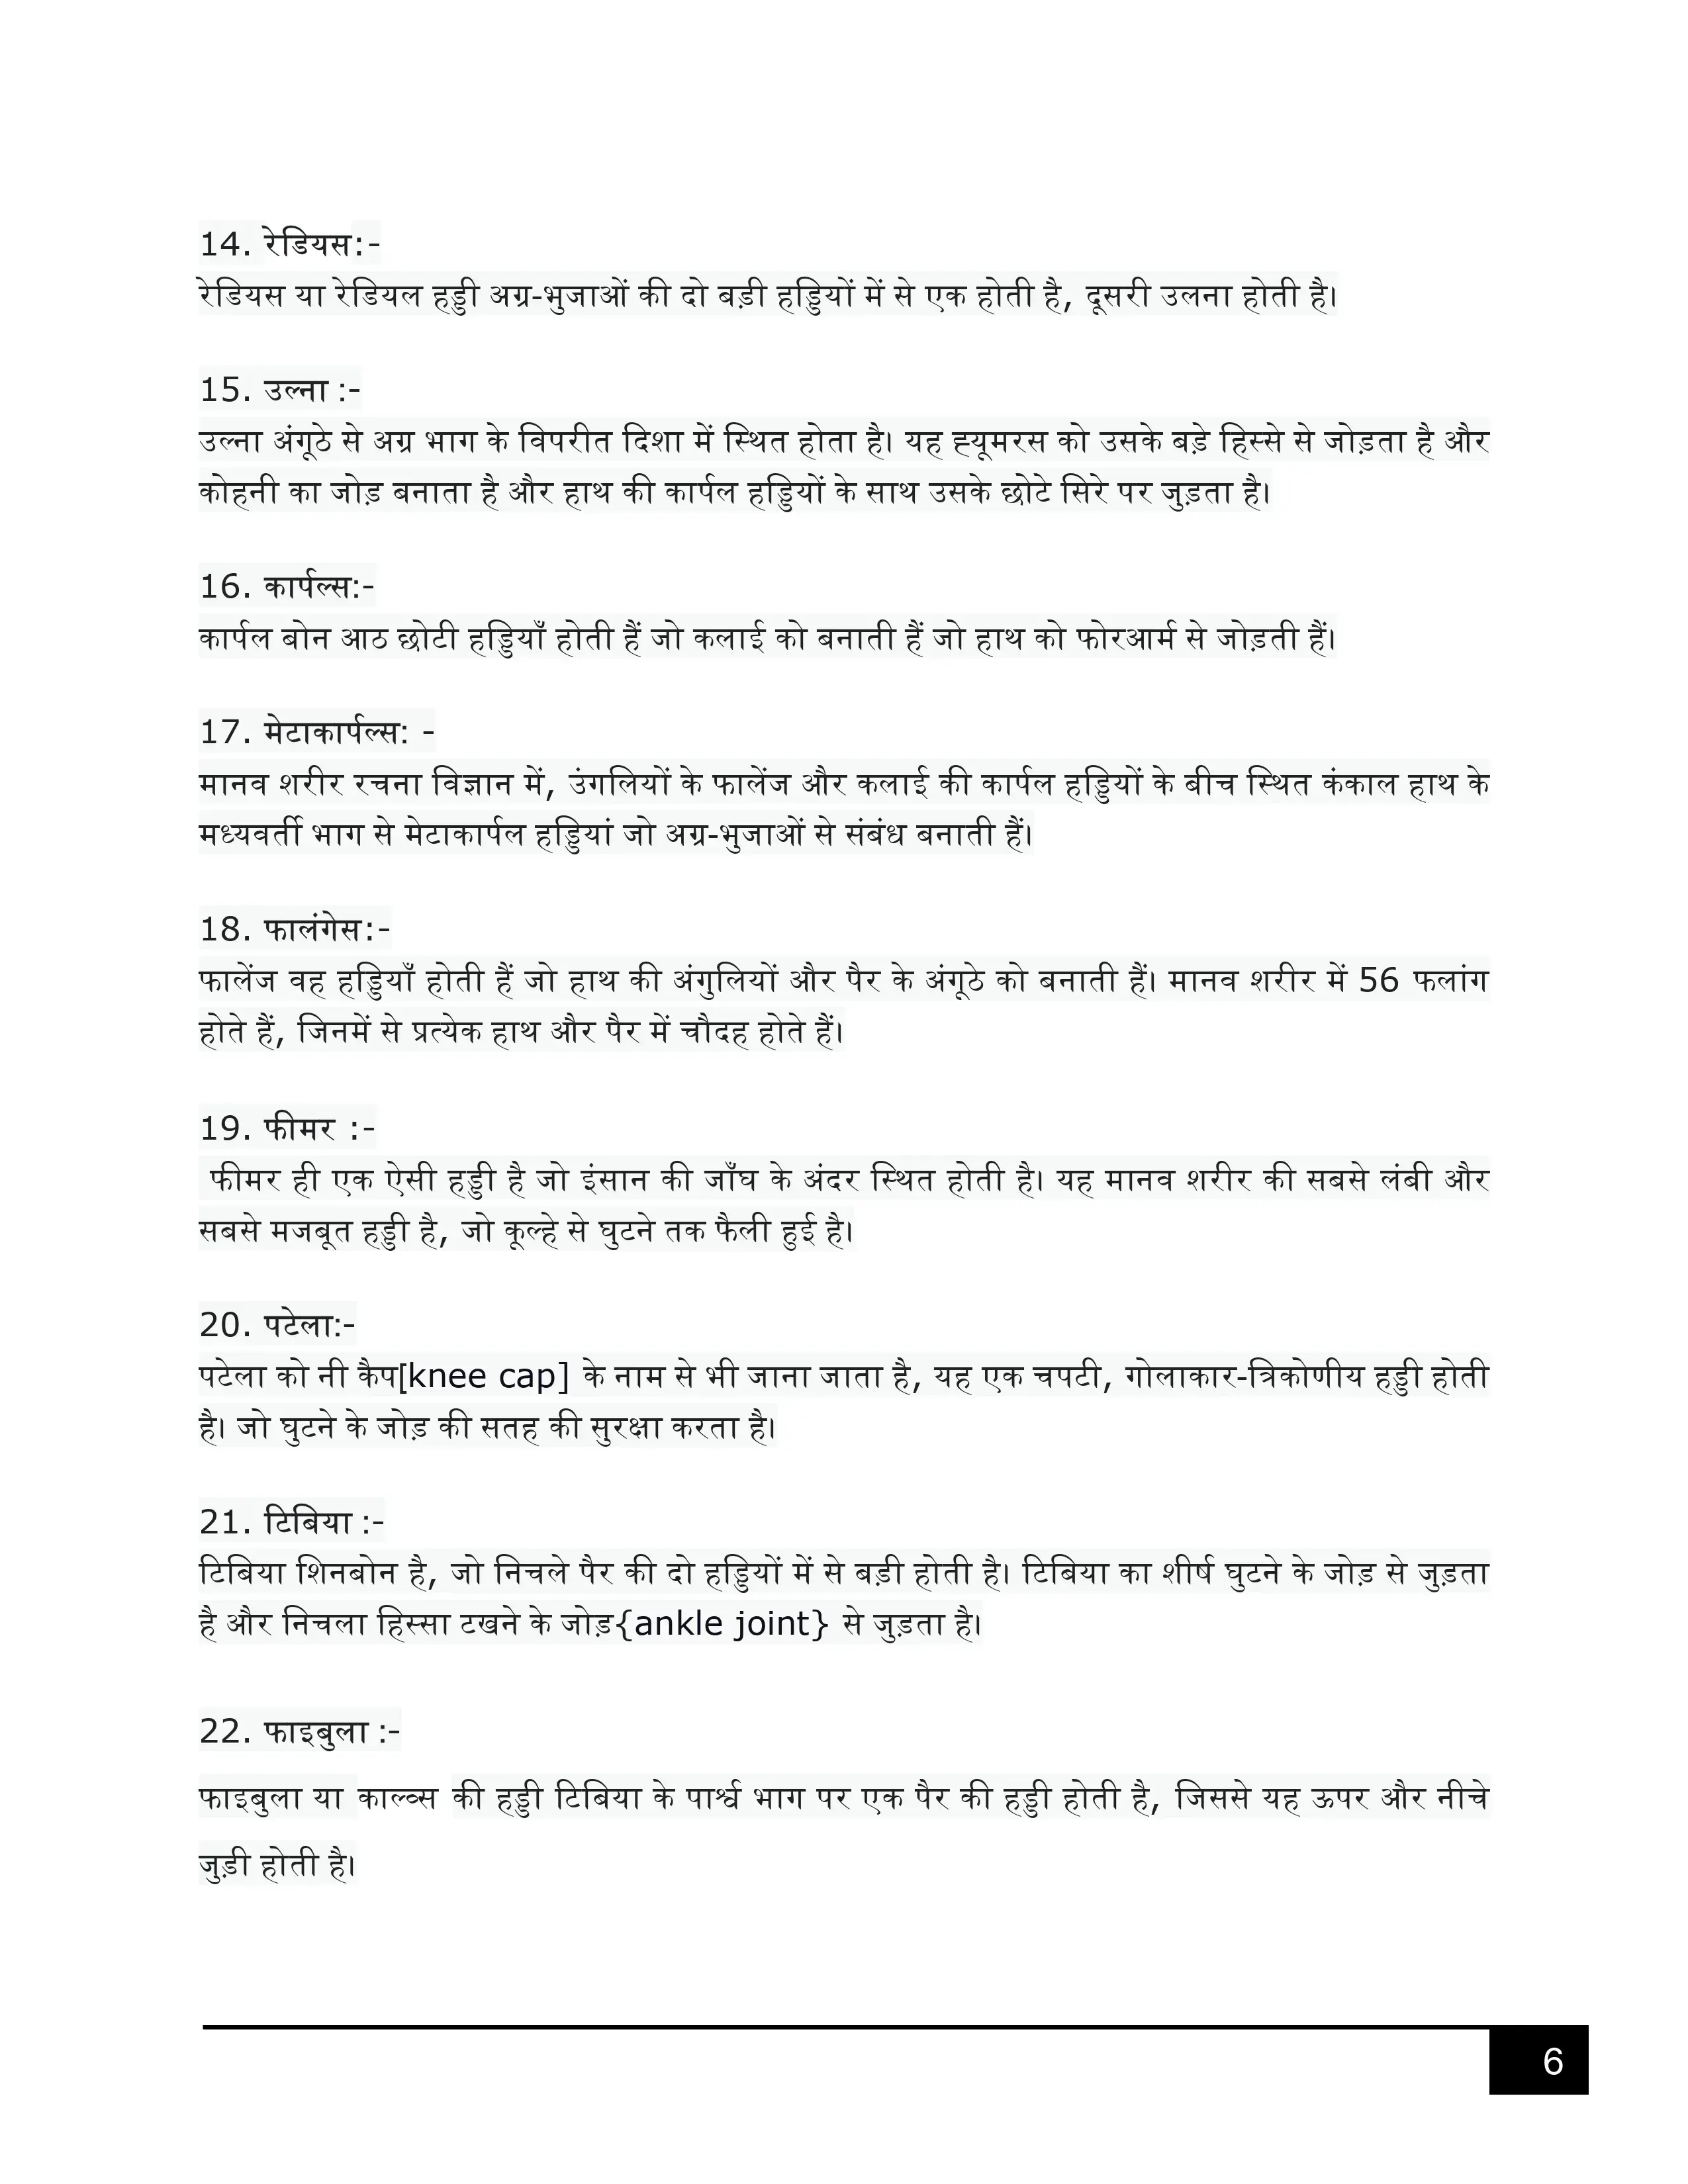 14. रेडियस:-
रेडियस या रेडियल हड्डी अग्र-भुजाओं की दो बड़ी हड्डियों में से एक होती है, दूसरी उलना होती है।
15. उल्ना :-
उल्ना अंगूठे से अग्र भाग के विपरीत दिशा में स्थित होता है। यह ह्यूमरस को उसके बड़े हिस्से से जोड़ता है और
कोहनी का जोड़ बनाता है और हाथ की कार्पल हड्डियों के साथ उसके छोटे सिरे पर जुड़ता है।
16. कार्पल्स:-
कार्पल बोन आठ छोटी हड्डियाँ होती हैं जो कलाई को बनाती हैं जो हाथ को फोरआर्म से जोड़ती हैं।
17. मेटाकार्पल्स: -
मानव शरीर रचना विज्ञान में, उंगलियों के फालेंज और कलाई की कार्पल हड्डियों के बीच स्थित कंकाल हाथ के
मध्यवर्ती भाग से मेटाकार्पल हड्डियां जो अग्र-भुजाओं से संबंध बनाती हैं।
18. फालंगेस:-
फालेंज वह हड्डियाँ होती हैं जो हाथ की अंगुलियों और पैर के अंगूठे को बनाती हैं। मानव शरीर में 56 फलांग
होते हैं, जिनमें से प्रत्येक हाथ और पैर में चौदह होते हैं।
19. फीमर :-
फीमर ही एक ऐसी हड्डी है जो इंसान की जाँघ के अंदर स्थित होती है। यह मानव शरीर की सबसे लंबी और
सबसे मजबूत हड्डी है, जो कूल्हे से घुटने तक फैली हुई है।
20. पटेला:-
पटेला को नी कैप[knee cap] के नाम से भी जाना जाता है, यह एक चपटी, गोलाकार-त्रिकोणीय हड्डी होती
है। जो घुटने के जोड़ की सतह की सुरक्षा करता है।
21. टिबिया :-
टिबिया शिनबोन है, जो निचले पैर की दो हड्डियों में से बड़ी होती है। टिबिया का शीर्ष घुटने के जोड़ से जुड़ता
है और निचला हिस्सा टखने के जोड़{ankle joint} से जुड़ता है।
22. फाइबुला :-
फाइबुला या काल्व्स की हड्डी टिबिया के पार्श्व भाग पर एक पैर की हड्डी होती है, जिससे यह ऊपर और नीचे
जुड़ी होती है।
6